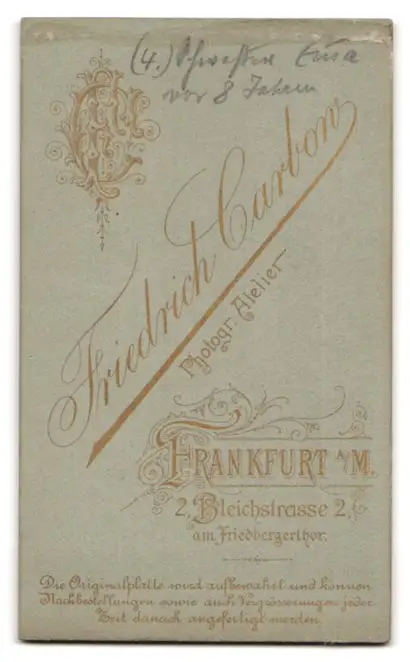 (4.) Schwester Erna
vor 8 Jahren
Friedrich Carbow
Photogr. Atelier
FRANKFURT A/M.
2, Bleichstrasse 2,
am Friedbergerthor.
Die Originalplatte wird aufbewahrt und können
Nachbestellungen sowie auch Vergrösserungen jeder
Zeit danach angefertigt werden.